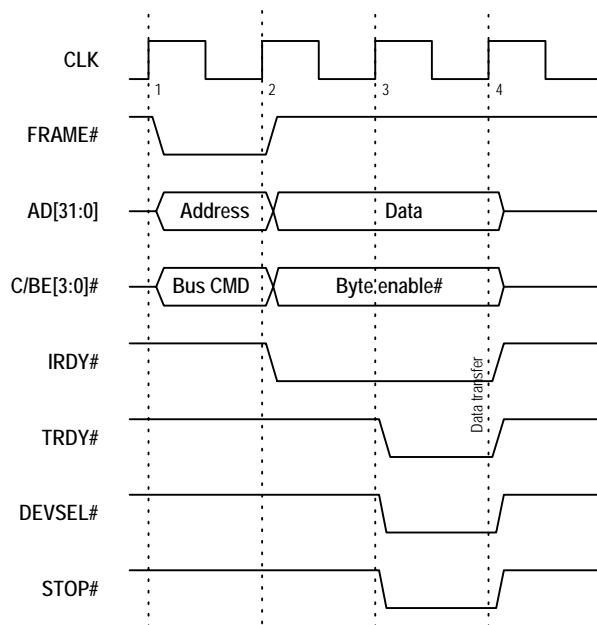 CLK
1 2 3 4
FRAME#
AD[31:0] Address Data
C/BE[3:0]# Bus CMD Byte enable#
IRDY#
Data transfer
TRDY#
DEVSEL#
STOP#